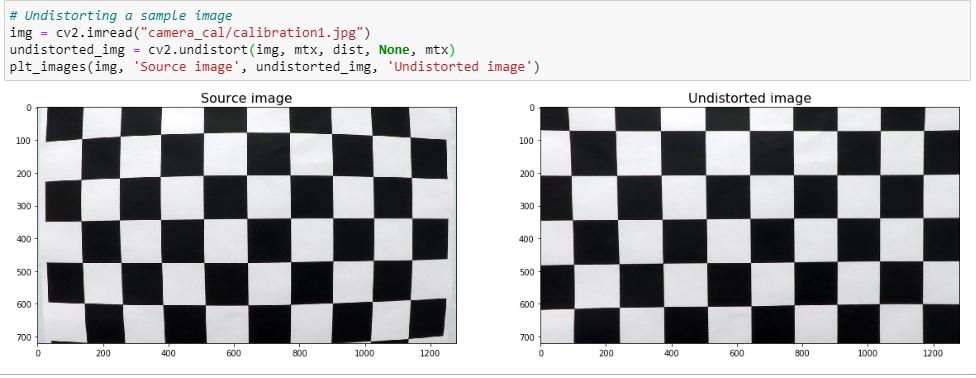 # Undistorting a sample image
img = cv2.imread("camera_cal/calibration1.jpg")
undistorted_img = cv2.undistort(img, mtx, dist, None, mtx)
plt_images(img, 'Source image', undistorted_img, 'Undistorted image')
Source image
0
100
200
300
400
500
600
700
0 200 400 600 800 1000 1200
Undistorted image
0
100
200
300
400
500
600
700
0 200 400 600 800 1000 1200